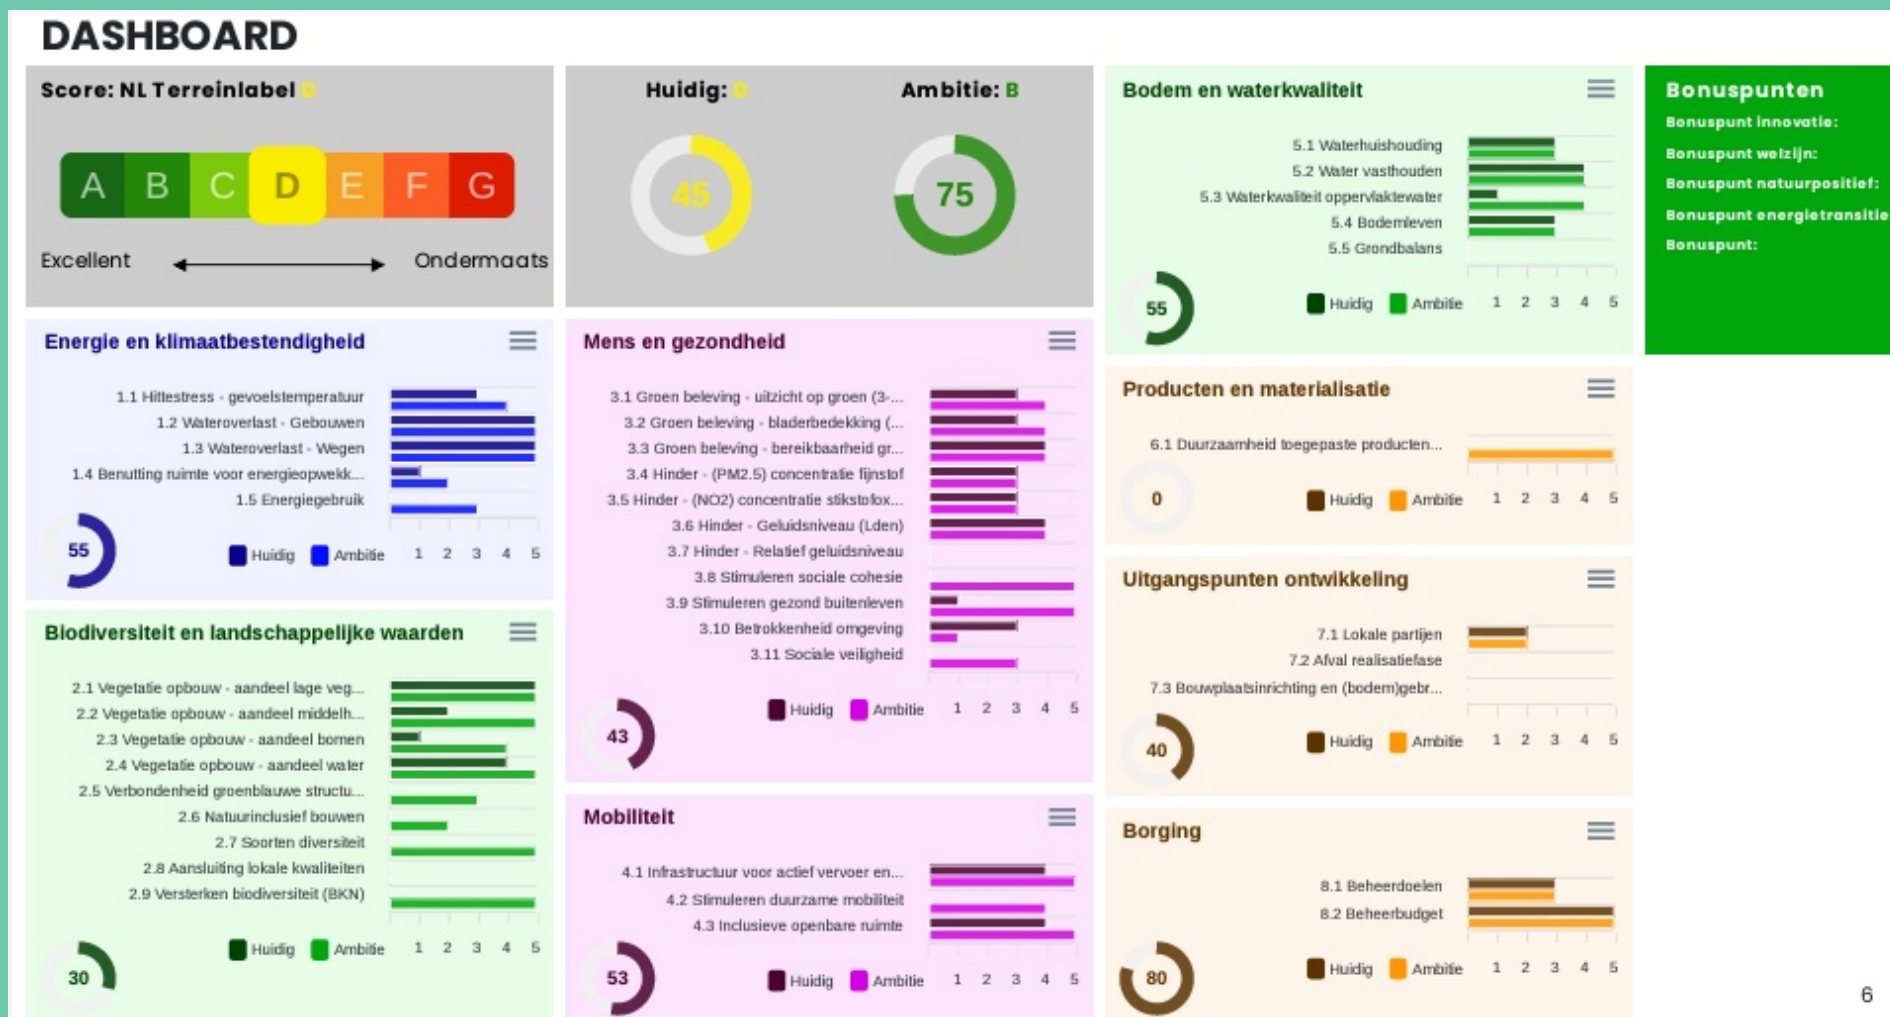 DASHBOARD
Score: NL Terreinlabel D
A B C D E F G
Excellent Ondermaats
Huidig: D Ambitie: B
45 75
Energie en klimaatbestendigheid
1.1 Hittestress - gevoelstemperatuur
1.2 Wateroverlast - Gebouwen
1.3 Wateroverlast - Wegen
1.4 Benutting ruimte voor energieopwekk...
1.5 Energiegebruik
55
Huidig Ambitie 1 2 3 4 5
Biodiversiteit en landschappelijke waarden
2.1 Vegetatie opbouw - aandeel lage veg...
2.2 Vegetatie opbouw - aandeel middelh...
2.3 Vegetatie opbouw - aandeel bomen
2.4 Vegetatie opbouw - aandeel water
2.5 Verbondenheid groenblauwe structu...
2.6 Natuurinclusief bouwen
2.7 Soorten diversiteit
2.8 Aansluiting lokale kwaliteiten
2.9 Versterken biodiversiteit (BKN)
Huidig Ambitie 1 2 3 4 5
30
Mens en gezondheid
3.1 Groen beleving - uitzicht op groen (3-...
3.2 Groen beleving - bladerbedekking (...
3.3 Groen beleving - bereikbaarheid gr...
3.4 Hinder - (PM2.5) concentratie fijnstof
3.5 Hinder - (NO2) concentratie stikstofox...
3.6 Hinder - Geluidsniveau (Lden)
3.7 Hinder - Relatief geluidsniveau
3.8 Stimuleren sociale cohesie
3.9 Stimuleren gezond buitenleven
3.10 Betrokkenheid omgeving
3.11 Sociale veiligheid
Huidig Ambitie 1 2 3 4 5
43
Mobiliteit
4.1 Infrastructuur voor actief vervoer en...
4.2 Stimuleren duurzame mobiliteit
4.3 Inclusieve openbare ruimte
53
Huidig Ambitie 1 2 3 4 5
Bodem en waterkwaliteit
5.1 Waterhuishouding
5.2 Water vasthouden
5.3 Waterkwaliteit oppervlaktewater
5.4 Bodemleven
5.5 Grondbalans
55
Huidig Ambitie 1 2 3 4 5
Producten en materialisatie
6.1 Duurzaamheid toegepaste producten...
0
Huidig Ambitie 1 2 3 4 5
Uitgangspunten ontwikkeling
7.1 Lokale partijen
7.2 Afval realisatiefase
7.3 Bouwplaatsinrichting en (bodem)gebr...
40
Huidig Ambitie 1 2 3 4 5
Borging
8.1 Beheerdoelen
8.2 Beheerbudget
80
Huidig Ambitie 1 2 3 4 5
Bonuspunten
Bonuspunt innovatie:
Bonuspunt welzijn:
Bonuspunt natuurpositief:
Bonuspunt energietransitie
Bonuspunt:
6